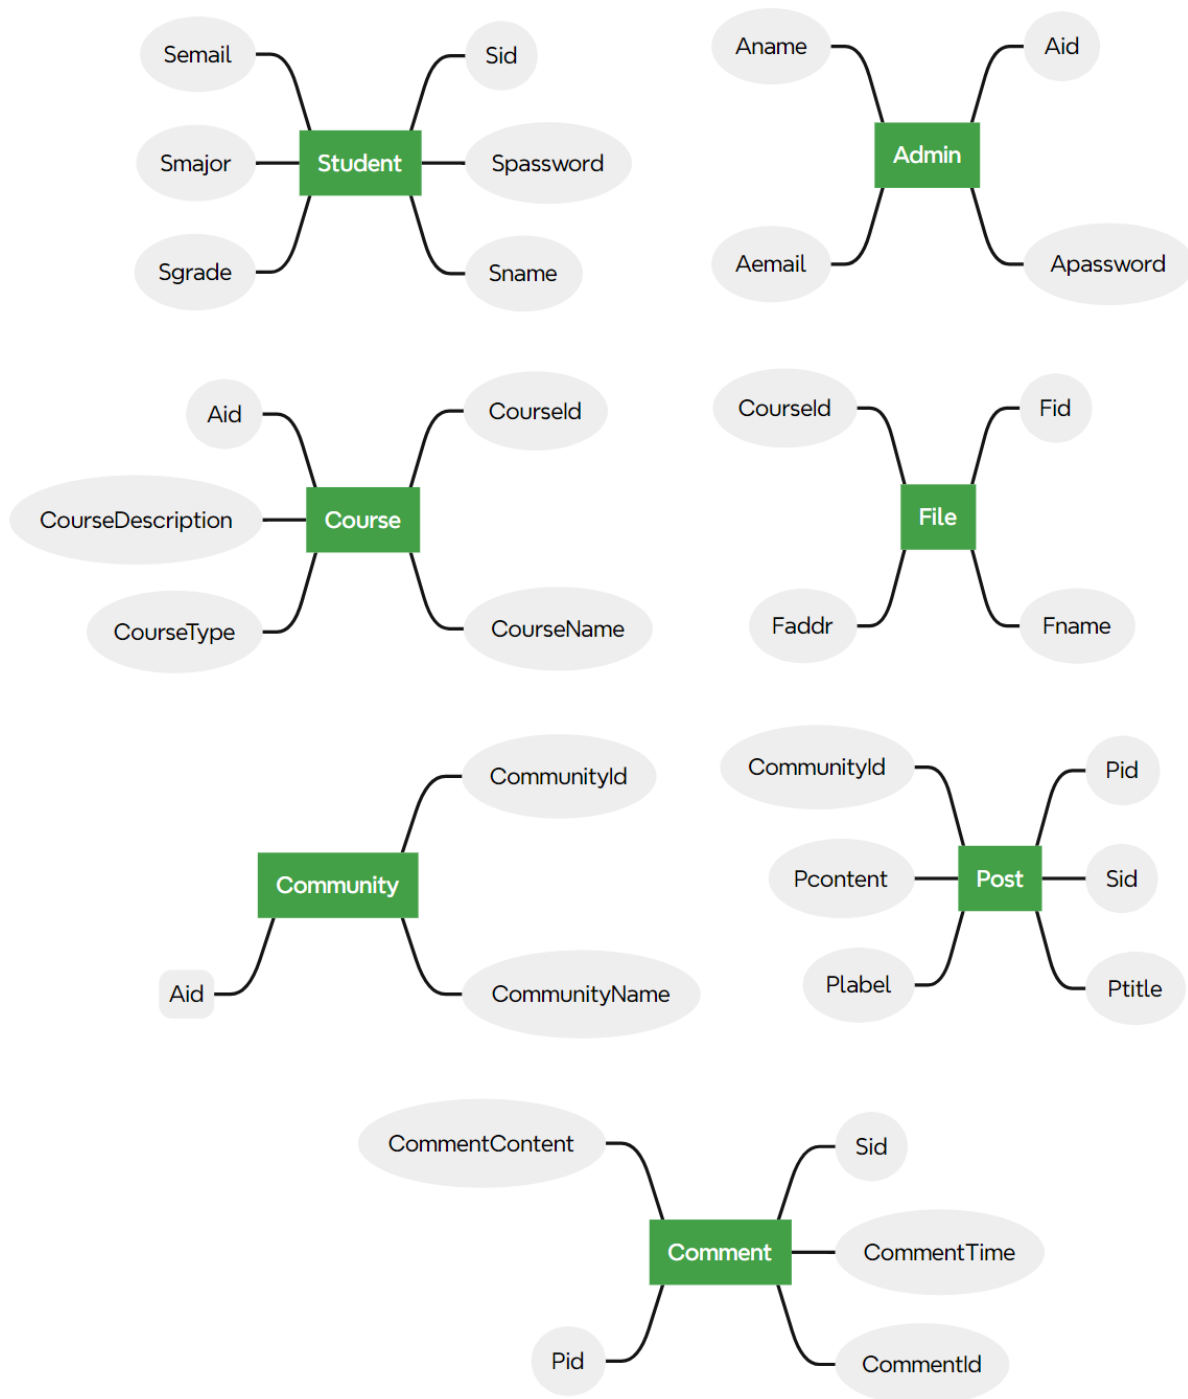 Semail
Sid
Smajor
Student
Spassword
Sgrade
Sname
Aname
Aid
Admin
Aemail
Apassword
Aid
CourseId
CourseDescription
Course
CourseType
CourseName
CourseId
Fid
File
Faddr
Fname
CommunityId
Community
Aid
CommunityName
CommunityId
Pid
Pcontent
Post
Sid
Plabel
Ptitle
CommentContent
Sid
Comment
CommentTime
Pid
CommentId